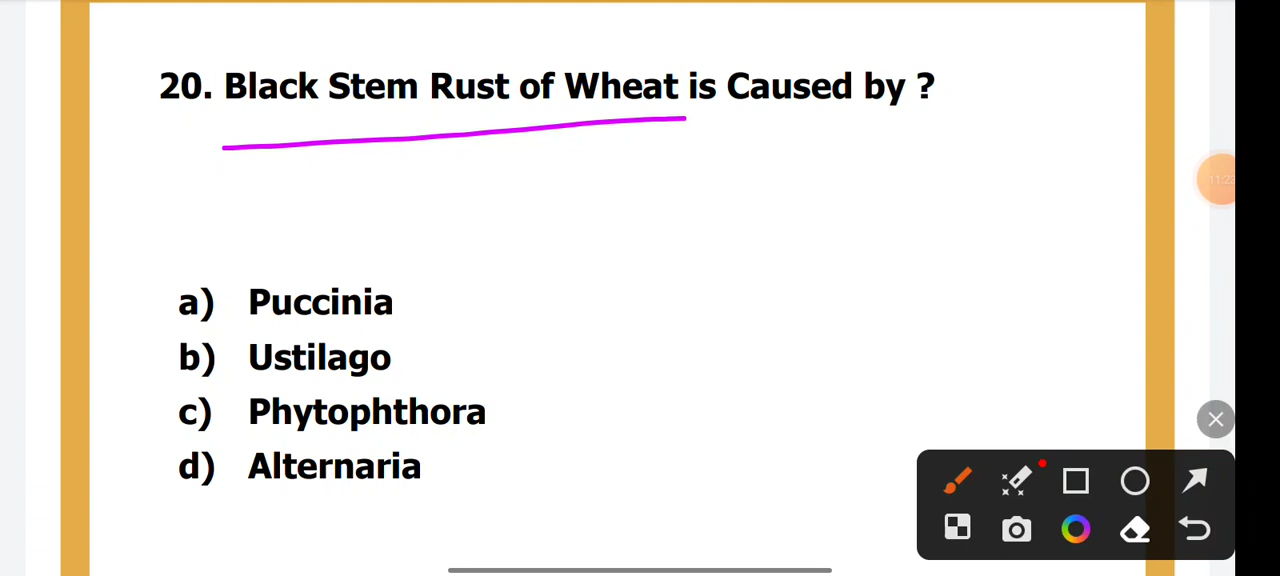 20. Black Stem Rust of Wheat is Caused by ?
a) Puccinia
b) Ustilago
c) Phytophthora
d) Alternaria